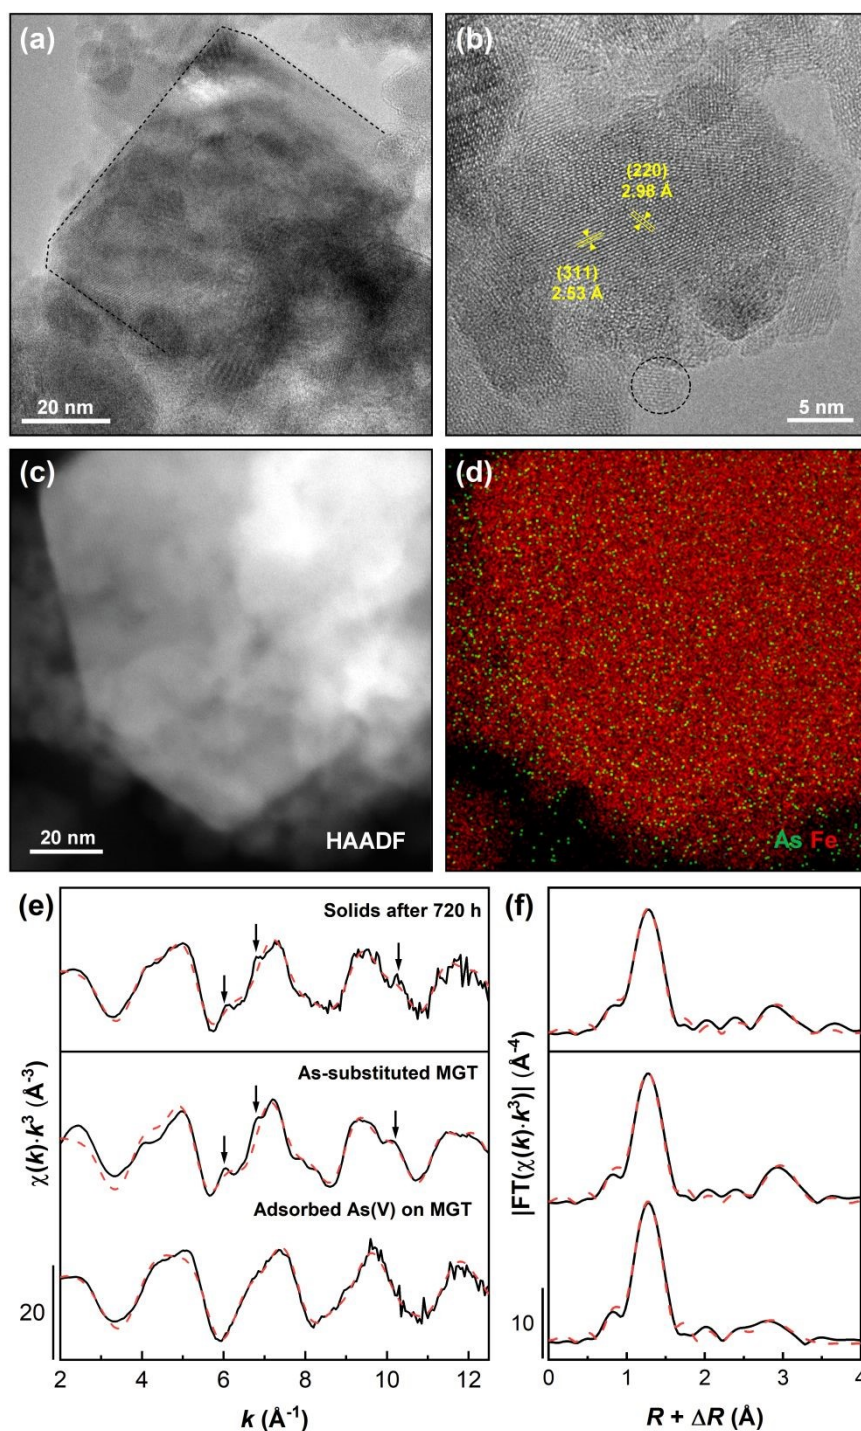 (a)
20 nm
(b)
(220)
2.98 Å
(311)
2.53 Å
5 nm
(c)
20 nm
HAADF
(d)
As Fe
(e)
Solids after 720 h
As-substituted MGT
Adsorbed As(V) on MGT
χ(k)·k³ (Å⁻³)
20
2 4 6 8 10 12
k (Å⁻¹)
(f)
|FT(χ(k)·k³)| (Å⁻⁴)
10
0 1 2 3 4
R + ΔR (Å)